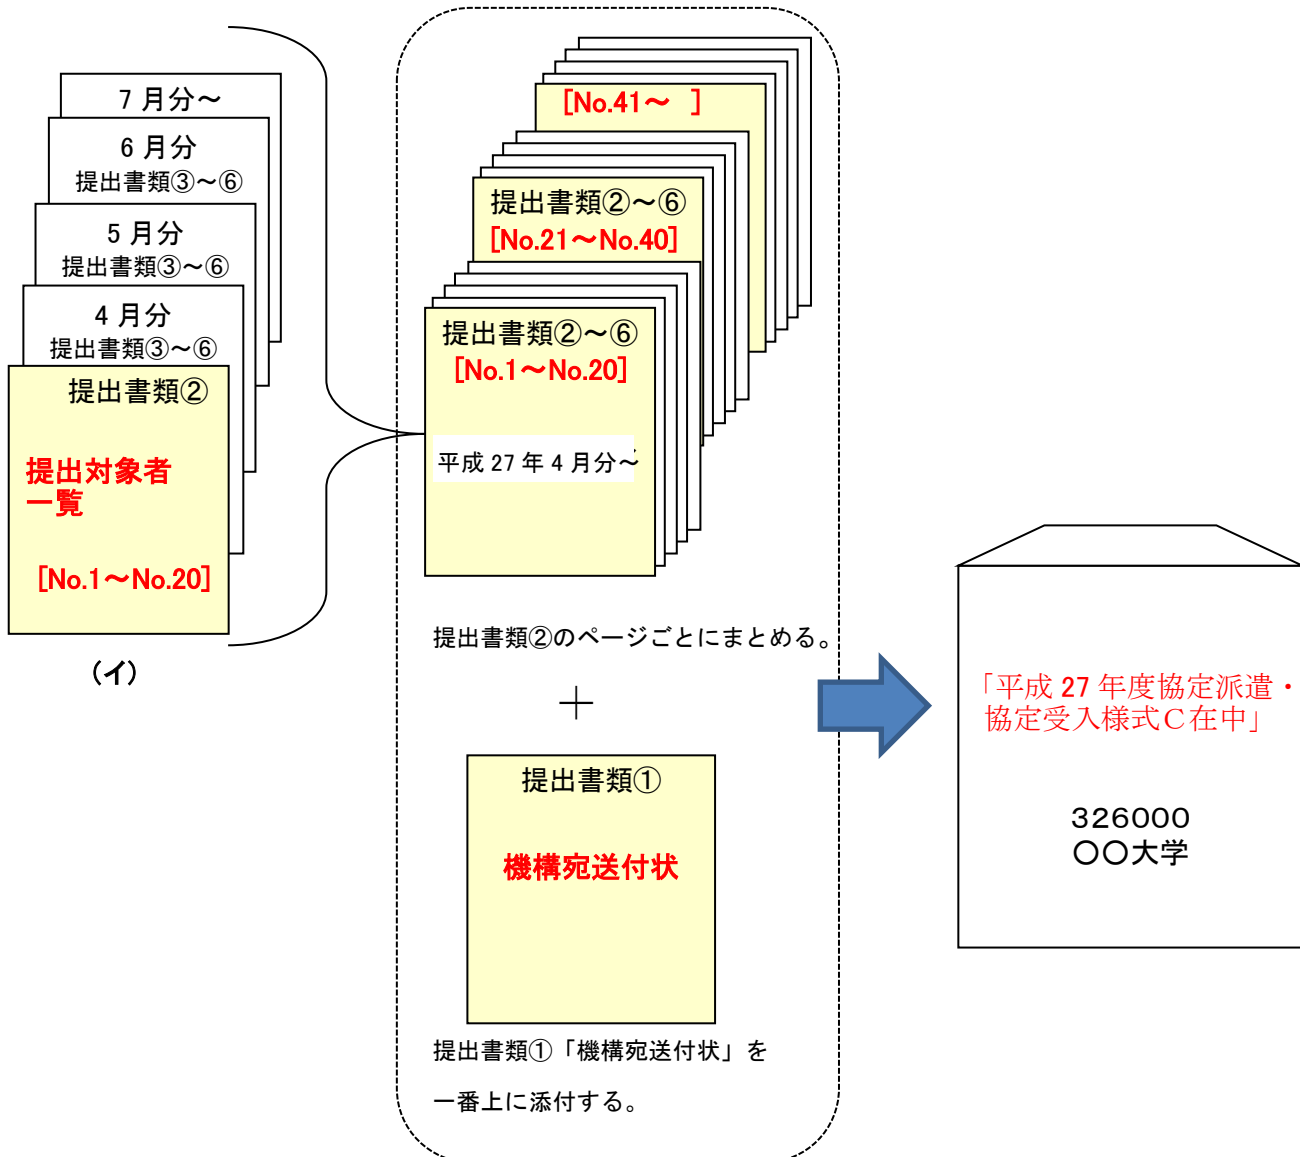 7 月分～
6 月分
提出書類③～⑥
5 月分
提出書類③～⑥
4 月分
提出書類③～⑥
提出書類②
提出対象者
一覧
[No.1～No.20]
(イ)
[No.41～　]
提出書類②～⑥
[No.21～No.40]
提出書類②～⑥
[No.1～No.20]
平成 27 年 4 月分～
提出書類②のページごとにまとめる。
＋
提出書類①
機構宛送付状
提出書類①「機構宛送付状」を
一番上に添付する。
「平成 27 年度協定派遣・
協定受入様式Ｃ在中」
326000
〇〇大学